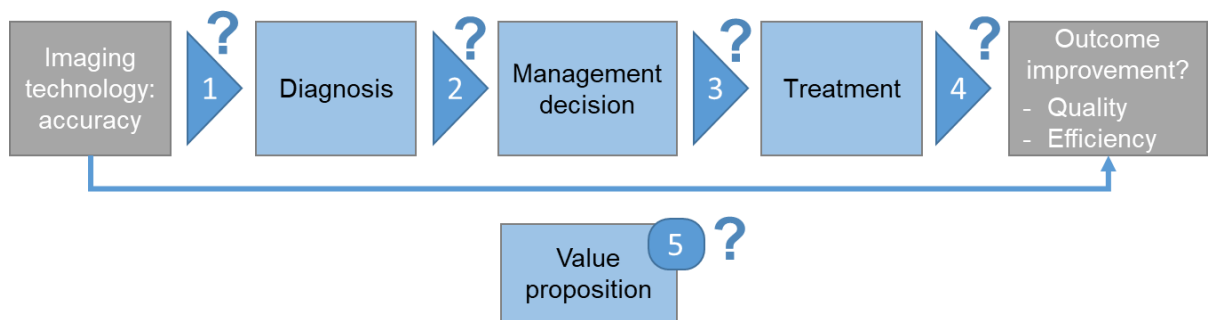 Imaging
technology:
accuracy
1
?
Diagnosis
2
?
Management
decision
3
?
Treatment
4
?
Outcome
improvement?
- Quality
- Efficiency
Value
proposition
5
?